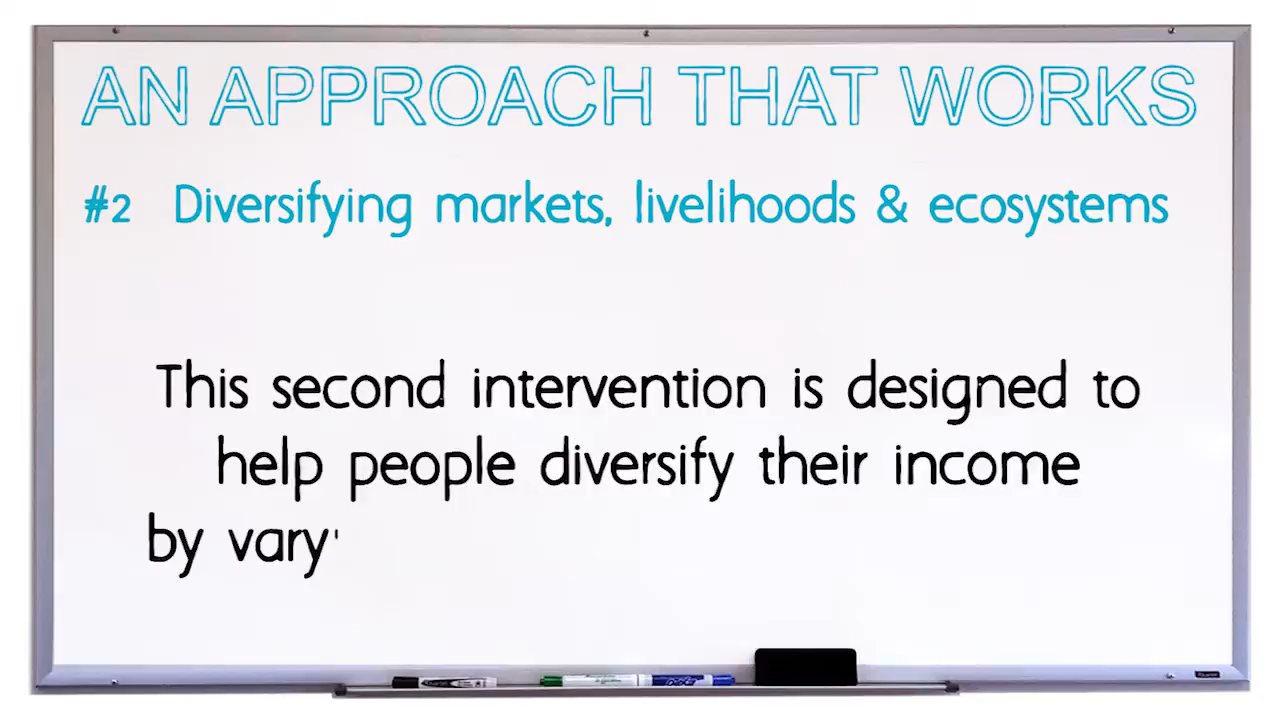 AN APPROACH THAT WORKS
#2 Diversifying markets, livelihoods & ecosystems
This second intervention is designed to
help people diversify their income
by vary